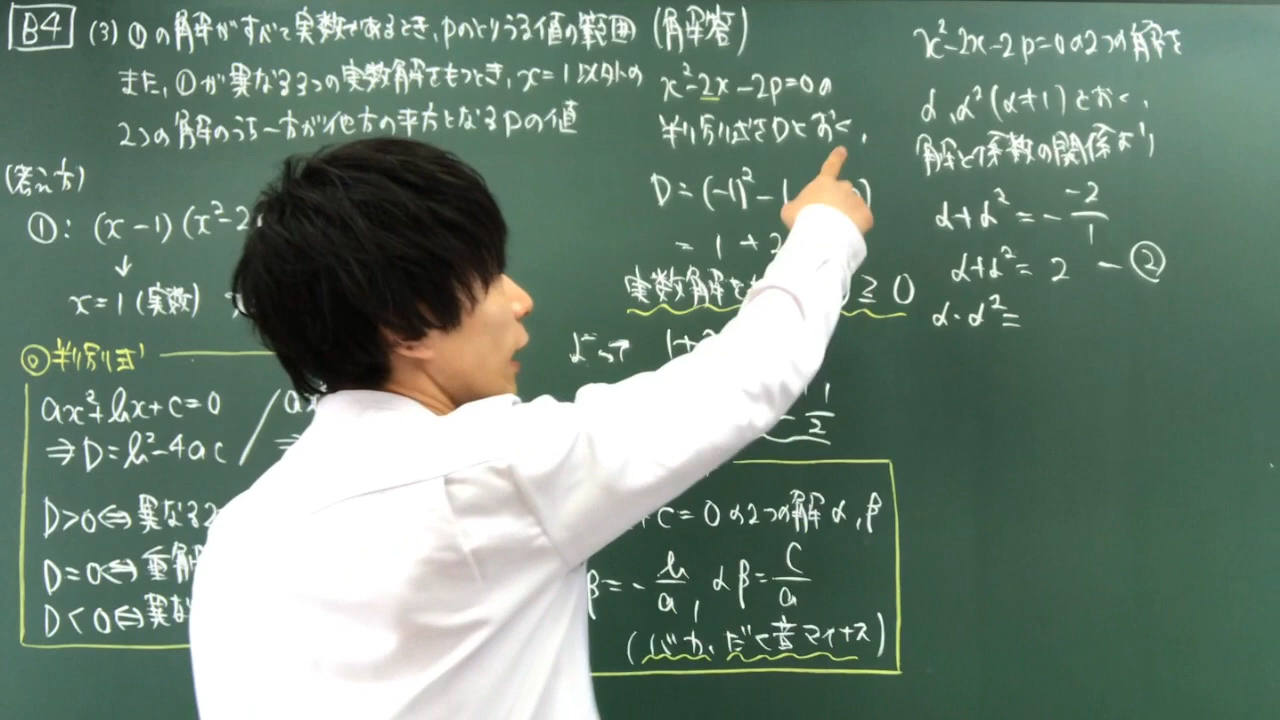 B4 (3) ①の解がすべて実数であるとき、pのとりうる値の範囲
また、①が異なる3つの実数解をもつとき、x=1以外の
2つの解のうち一方が他方の平方となるpの値
(考え方)
①: (x-1)(x²-2
↓
x=1 (実数)
◎判別式
ax²+bx+c=0 / ax²
⇒D=b²-4ac ⇒
D>0⇔異なる2
D=0⇔重解
D<0⇔異な
(解答)
x²-2x-2p=0の
判別式をDとおく、
D=(-1)²-1
= 1 + 2
実数解を ≧0
よって 1+2
1/2
c=0の2つの解α,β
β=-b/a, αβ=c/a
(バカ、だて書マイナス)
x²-2x-2p=0の2つの解を
α,α²(α≠1)とおく、
解と係数の関係より
α+α²=-(-2/1)
α+α²=2 -②
α・α²=